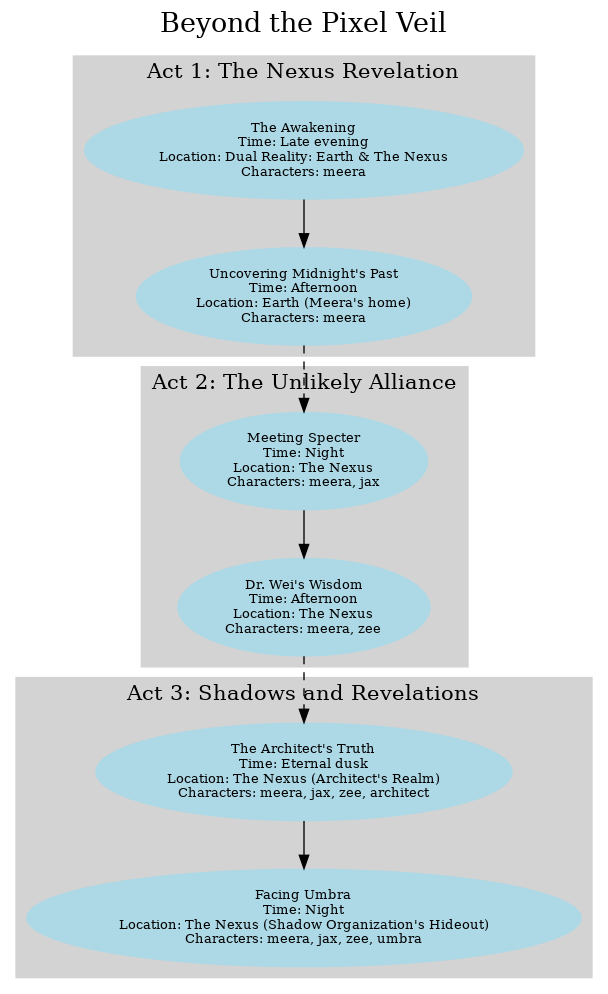 Beyond the Pixel Veil
Act 1: The Nexus Revelation
The Awakening
Time: Late evening
Location: Dual Reality: Earth & The Nexus
Characters: meera
Uncovering Midnight's Past
Time: Afternoon
Location: Earth (Meera's home)
Characters: meera
Act 2: The Unlikely Alliance
Meeting Specter
Time: Night
Location: The Nexus
Characters: meera, jax
Dr. Wei's Wisdom
Time: Afternoon
Location: The Nexus
Characters: meera, zee
Act 3: Shadows and Revelations
The Architect's Truth
Time: Eternal dusk
Location: The Nexus (Architect's Realm)
Characters: meera, jax, zee, architect
Facing Umbra
Time: Night
Location: The Nexus (Shadow Organization's Hideout)
Characters: meera, jax, zee, umbra